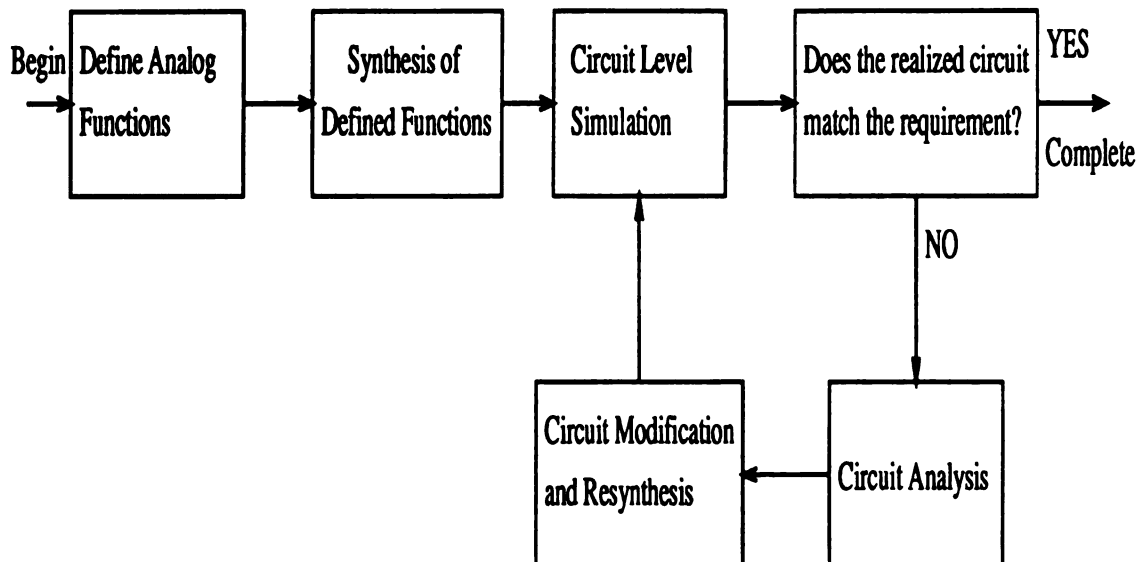 Begin
Define Analog
Functions
Synthesis of
Defined Functions
Circuit Level
Simulation
Does the realized circuit
match the requirement?
YES
Complete
NO
Circuit Modification
and Resynthesis
Circuit Analysis